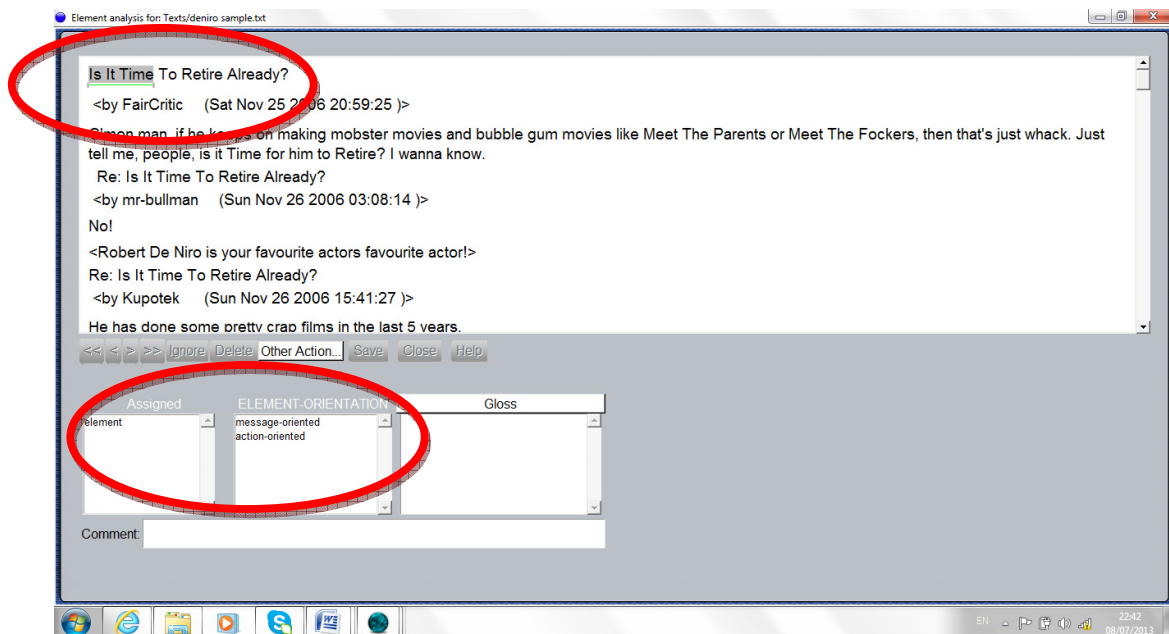 Element analysis for: Texts/deniro sample.txt
Is It Time To Retire Already?
<by FairCritic (Sat Nov 25 2006 20:59:25 )>
C'mon man, if he keeps on making mobster movies and bubble gum movies like Meet The Parents or Meet The Fockers, then that's just whack. Just
tell me, people, is it Time for him to Retire? I wanna know.
Re: Is It Time To Retire Already?
<by mr-bullman (Sun Nov 26 2006 03:08:14 )>
No!
<Robert De Niro is your favourite actors favourite actor!>
Re: Is It Time To Retire Already?
<by Kupotek (Sun Nov 26 2006 15:41:27 )>
He has done some pretty crap films in the last 5 years.
<< < > >> Ignore Delete Other Action... Save Close Help
Assigned ELEMENT-ORIENTATION Gloss
element message-oriented
action-oriented
Comment:
EN 22:42
08/07/2013